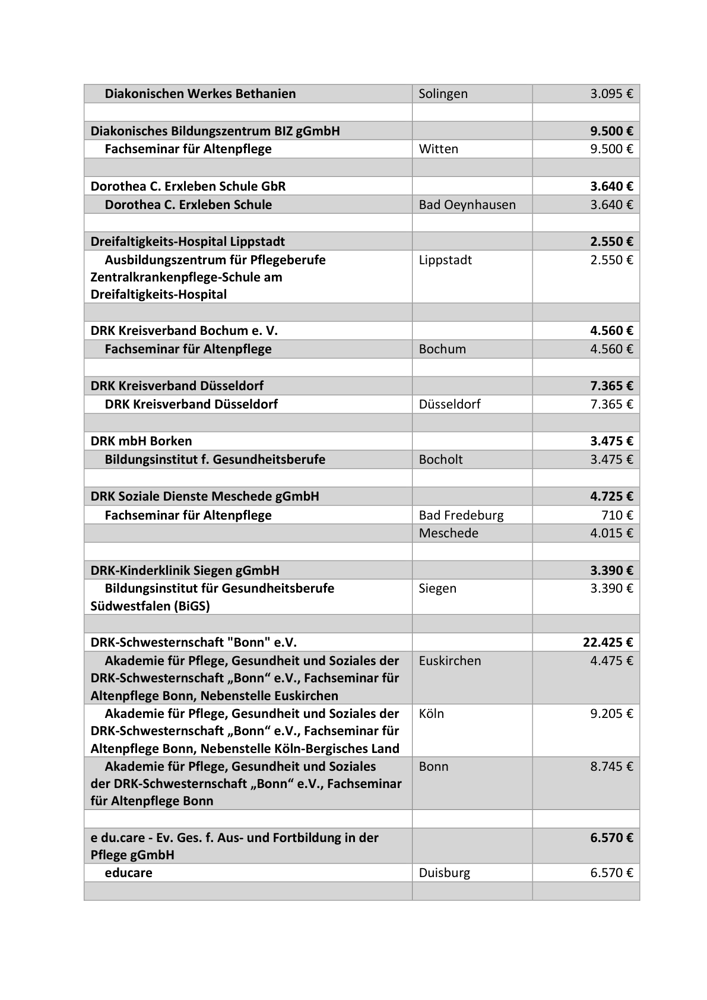 Diakonischen Werkes Bethanien Solingen 3.095 €
Diakonisches Bildungszentrum BIZ gGmbH 9.500 €
Fachseminar für Altenpflege Witten 9.500 €
Dorothea C. Erxleben Schule GbR 3.640 €
Dorothea C. Erxleben Schule Bad Oeynhausen 3.640 €
Dreifaltigkeits-Hospital Lippstadt 2.550 €
Ausbildungszentrum für Pflegeberufe Lippstadt 2.550 €
Zentralkrankenpflege-Schule am
Dreifaltigkeits-Hospital
DRK Kreisverband Bochum e. V. 4.560 €
Fachseminar für Altenpflege Bochum 4.560 €
DRK Kreisverband Düsseldorf 7.365 €
DRK Kreisverband Düsseldorf Düsseldorf 7.365 €
DRK mbH Borken 3.475 €
Bildungsinstitut f. Gesundheitsberufe Bocholt 3.475 €
DRK Soziale Dienste Meschede gGmbH 4.725 €
Fachseminar für Altenpflege Bad Fredeburg 710 €
Meschede 4.015 €
DRK-Kinderklinik Siegen gGmbH 3.390 €
Bildungsinstitut für Gesundheitsberufe Siegen 3.390 €
Südwestfalen (BiGS)
DRK-Schwesternschaft "Bonn" e.V. 22.425 €
Akademie für Pflege, Gesundheit und Soziales der Euskirchen 4.475 €
DRK-Schwesternschaft „Bonn“ e.V., Fachseminar für
Altenpflege Bonn, Nebenstelle Euskirchen
Akademie für Pflege, Gesundheit und Soziales der Köln 9.205 €
DRK-Schwesternschaft „Bonn“ e.V., Fachseminar für
Altenpflege Bonn, Nebenstelle Köln-Bergisches Land
Akademie für Pflege, Gesundheit und Soziales Bonn 8.745 €
der DRK-Schwesternschaft „Bonn“ e.V., Fachseminar
für Altenpflege Bonn
e du.care - Ev. Ges. f. Aus- und Fortbildung in der 6.570 €
Pflege gGmbH
educare Duisburg 6.570 €